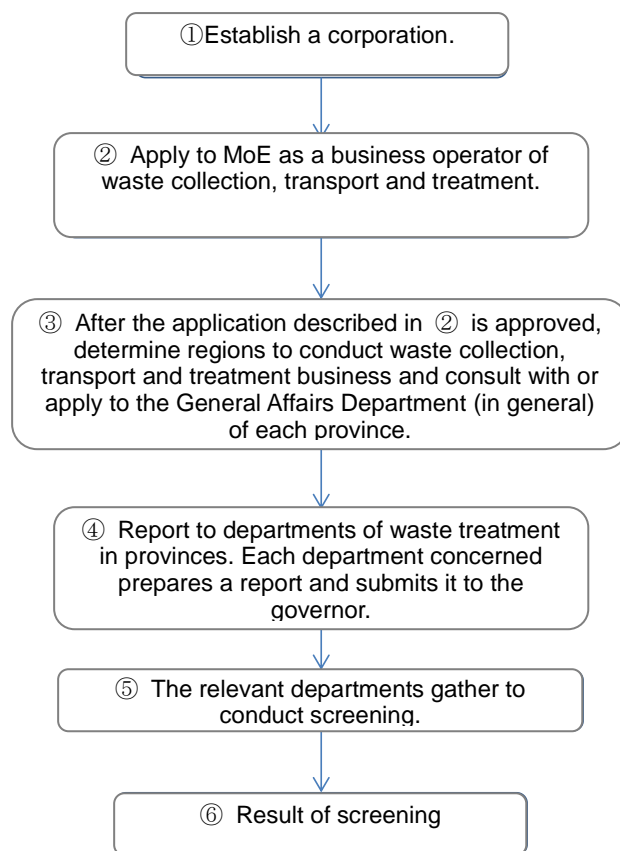 ①Establish a corporation.
② Apply to MoE as a business operator of
waste collection, transport and treatment.
③ After the application described in ② is approved,
determine regions to conduct waste collection,
transport and treatment business and consult with or
apply to the General Affairs Department (in general)
of each province.
④ Report to departments of waste treatment
in provinces. Each department concerned
prepares a report and submits it to the
governor.
⑤ The relevant departments gather to
conduct screening.
⑥ Result of screening